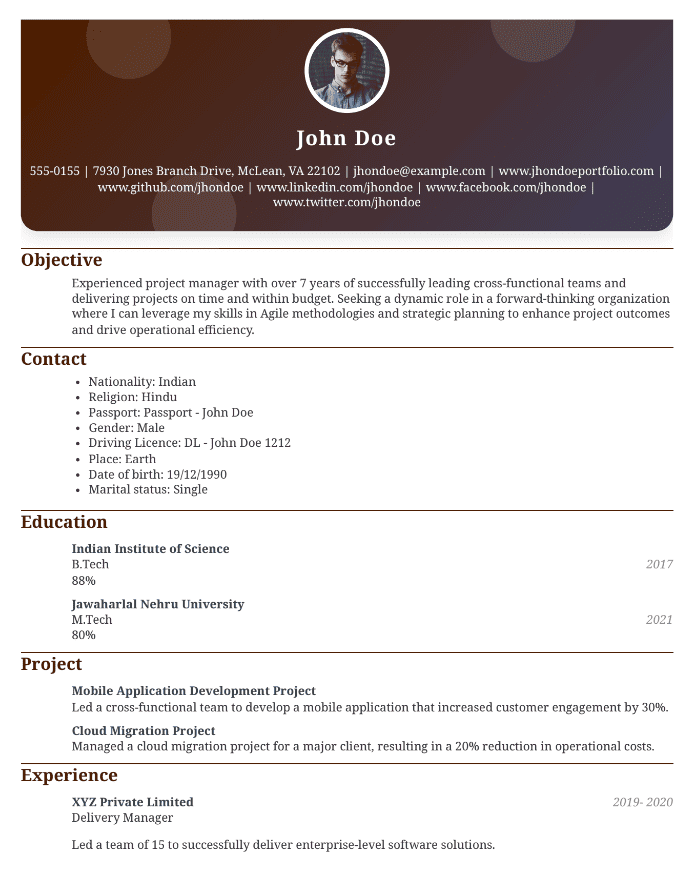 John Doe
555-0155 | 7930 Jones Branch Drive, McLean, VA 22102 | jhondoe@example.com | www.jhondoeportfolio.com |
www.github.com/jhondoe | www.linkedin.com/jhondoe | www.facebook.com/jhondoe |
www.twitter.com/jhondoe
Objective
Experienced project manager with over 7 years of successfully leading cross-functional teams and
delivering projects on time and within budget. Seeking a dynamic role in a forward-thinking organization
where I can leverage my skills in Agile methodologies and strategic planning to enhance project outcomes
and drive operational efficiency.
Contact
• Nationality: Indian
• Religion: Hindu
• Passport: Passport - John Doe
• Gender: Male
• Driving Licence: DL - John Doe 1212
• Place: Earth
• Date of birth: 19/12/1990
• Marital status: Single
Education
Indian Institute of Science
B.Tech 2017
88%
Jawaharlal Nehru University
M.Tech 2021
80%
Project
Mobile Application Development Project
Led a cross-functional team to develop a mobile application that increased customer engagement by 30%.
Cloud Migration Project
Managed a cloud migration project for a major client, resulting in a 20% reduction in operational costs.
Experience
XYZ Private Limited 2019- 2020
Delivery Manager
Led a team of 15 to successfully deliver enterprise-level software solutions.